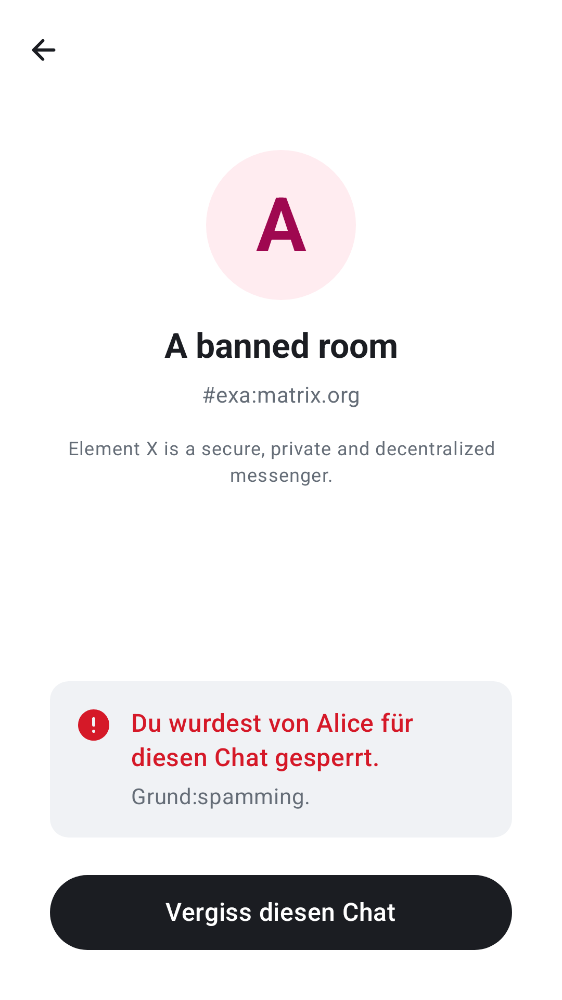 A
A banned room
#exa:matrix.org
Element X is a secure, private and decentralized
messenger.
Du wurdest von Alice für
diesen Chat gesperrt.
Grund:spamming.
Vergiss diesen Chat